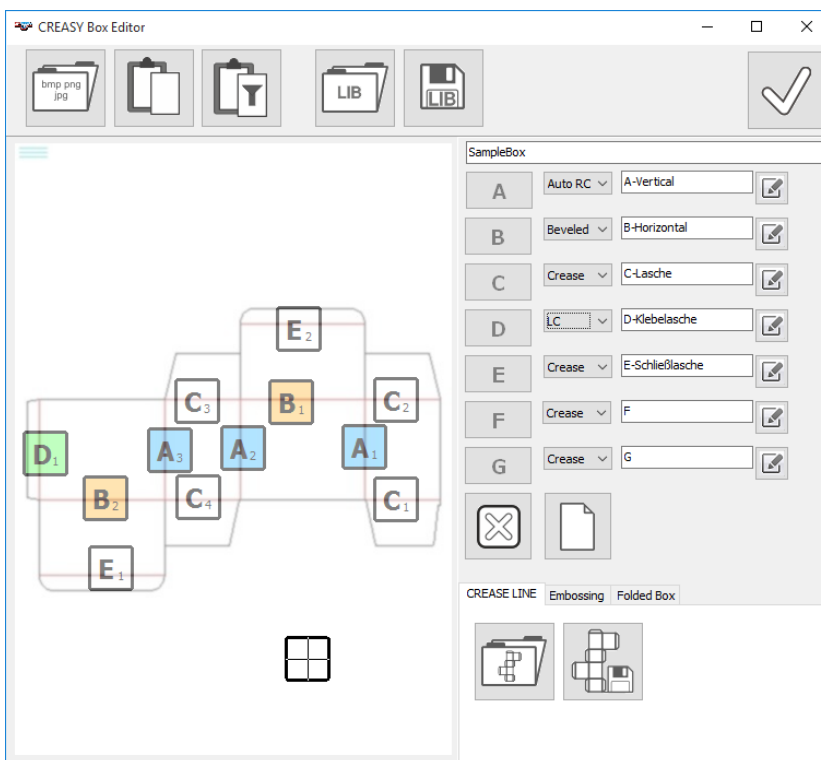 CREASY Box Editor
bmp png
jpg
LIB
LIB
SampleBox
A Auto RC A-Vertical
B Beveled B-Horizontal
C Crease C-Lasche
D LC D-Klebelasche
E Crease E-Schließlasche
F Crease F
G Crease G
E2
C3 B1 C2
D1 A3 A2 A1
B2 C4 C1
E1
CREASE LINE Embossing Folded Box